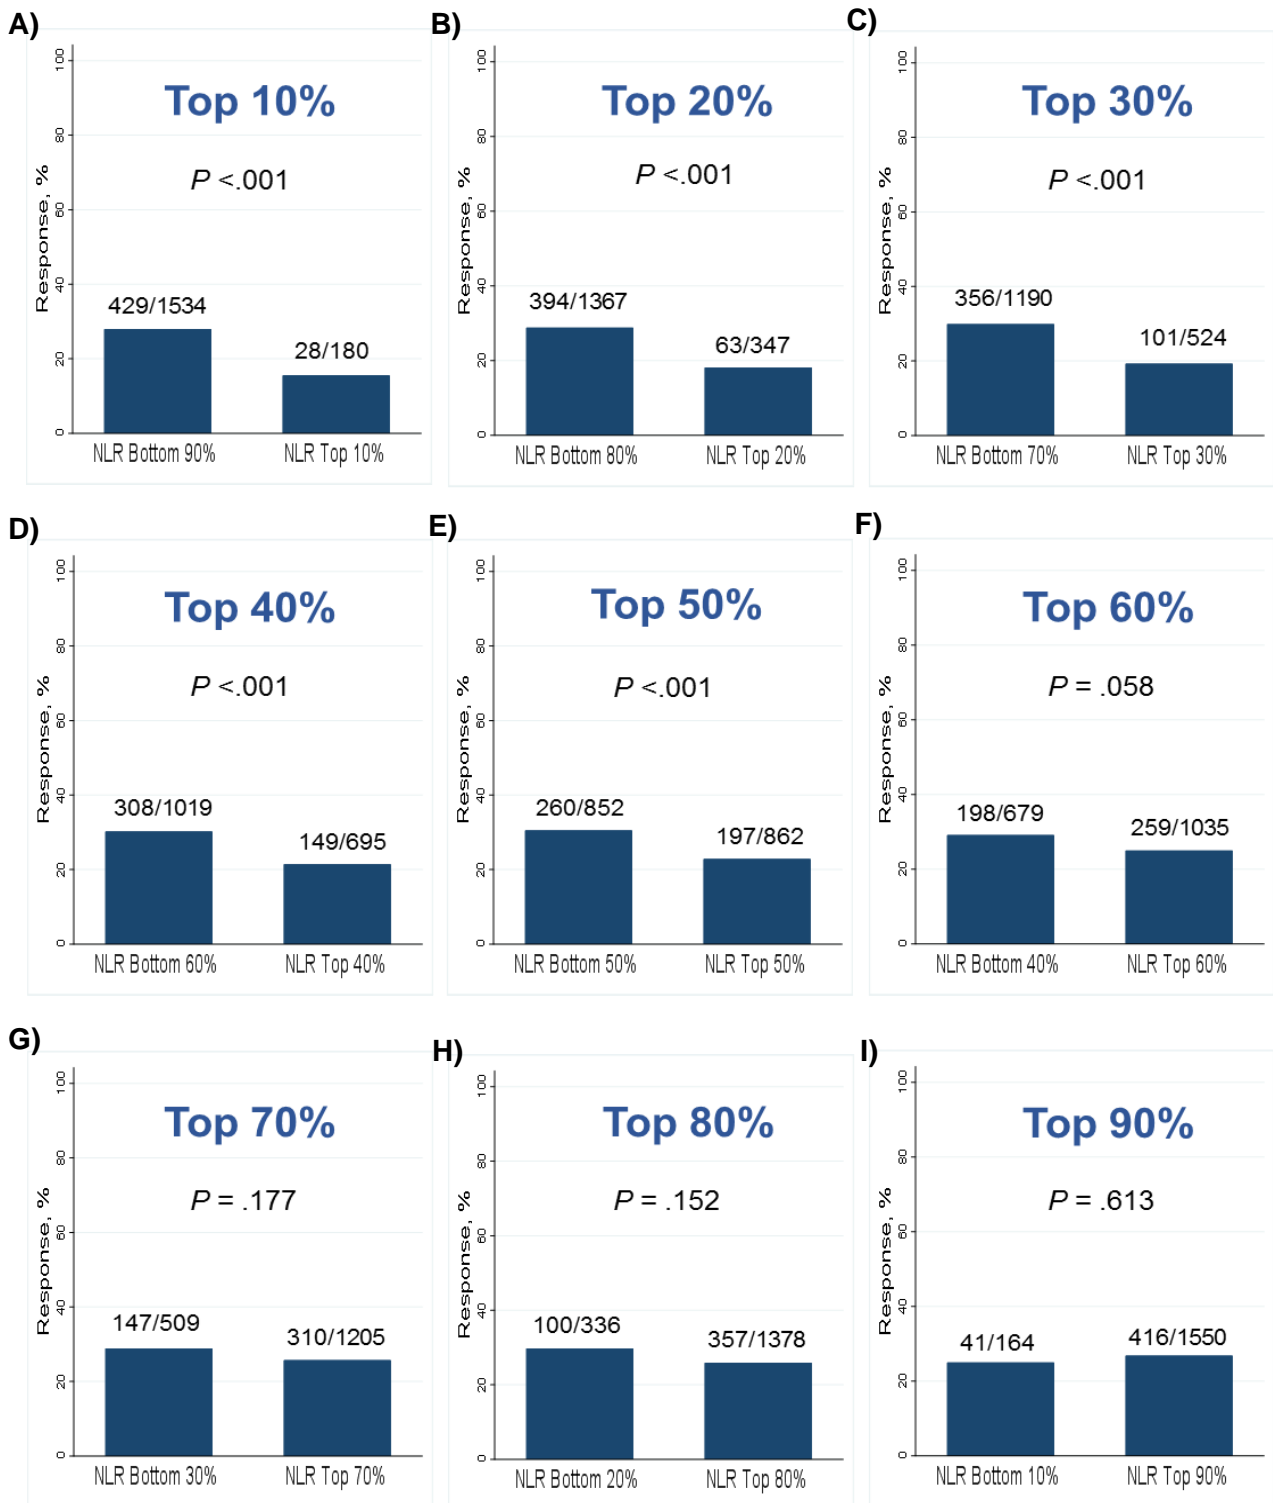 A)
Top 10%
P <.001
Response, %
100
80
60
40
20
0
429/1534
28/180
NLR Bottom 90%
NLR Top 10%
B)
Top 20%
P <.001
Response, %
100
80
60
40
20
0
394/1367
63/347
NLR Bottom 80%
NLR Top 20%
C)
Top 30%
P <.001
Response, %
100
80
60
40
20
0
356/1190
101/524
NLR Bottom 70%
NLR Top 30%
D)
Top 40%
P <.001
Response, %
100
80
60
40
20
0
308/1019
149/695
NLR Bottom 60%
NLR Top 40%
E)
Top 50%
P <.001
Response, %
100
80
60
40
20
0
260/852
197/862
NLR Bottom 50%
NLR Top 50%
F)
Top 60%
P = .058
Response, %
100
80
60
40
20
0
198/679
259/1035
NLR Bottom 40%
NLR Top 60%
G)
Top 70%
P = .177
Response, %
100
80
60
40
20
0
147/509
310/1205
NLR Bottom 30%
NLR Top 70%
H)
Top 80%
P = .152
Response, %
100
80
60
40
20
0
100/336
357/1378
NLR Bottom 20%
NLR Top 80%
I)
Top 90%
P = .613
Response, %
100
80
60
40
20
0
41/164
416/1550
NLR Bottom 10%
NLR Top 90%